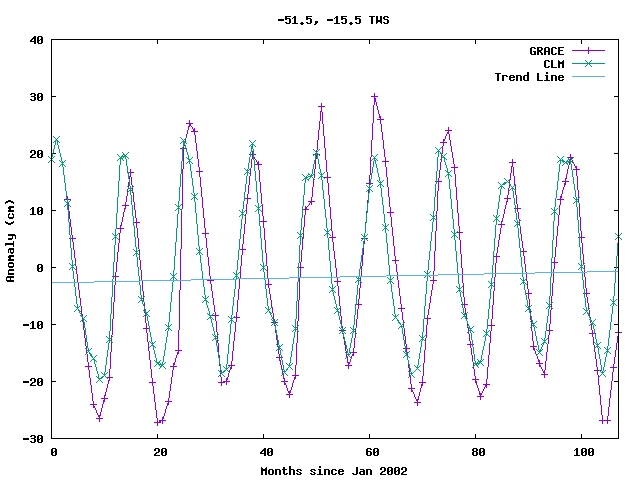 -51.5, -15.5 TWS
GRACE
CLM
Trend Line
40
30
20
10
0
-10
-20
-30
Anomaly (cm)
0 20 40 60 80 100
Months since Jan 2002